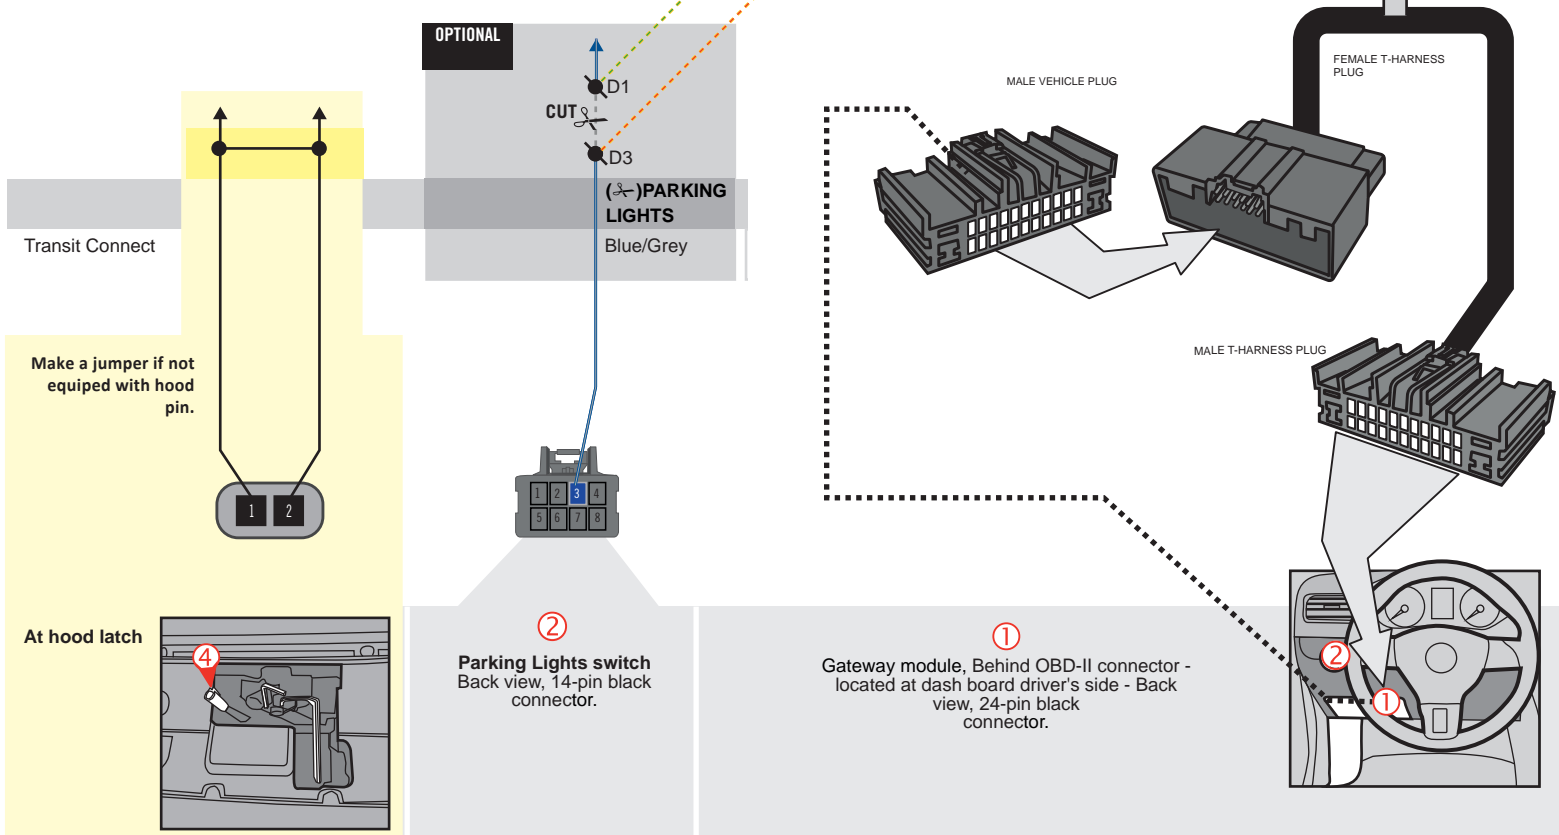 OPTIONAL
D1
CUT
D3
(✂)PARKING
LIGHTS
Blue/Grey
Transit Connect
Make a jumper if not
equiped with hood
pin.
1 2
1 2 3 4
5 6 7 8
At hood latch
4
2
Parking Lights switch
Back view, 14-pin black
connector.
MALE VEHICLE PLUG
FEMALE T-HARNESS
PLUG
MALE T-HARNESS PLUG
1
Gateway module, Behind OBD-II connector -
located at dash board driver's side - Back
view, 24-pin black
connector.
2
1